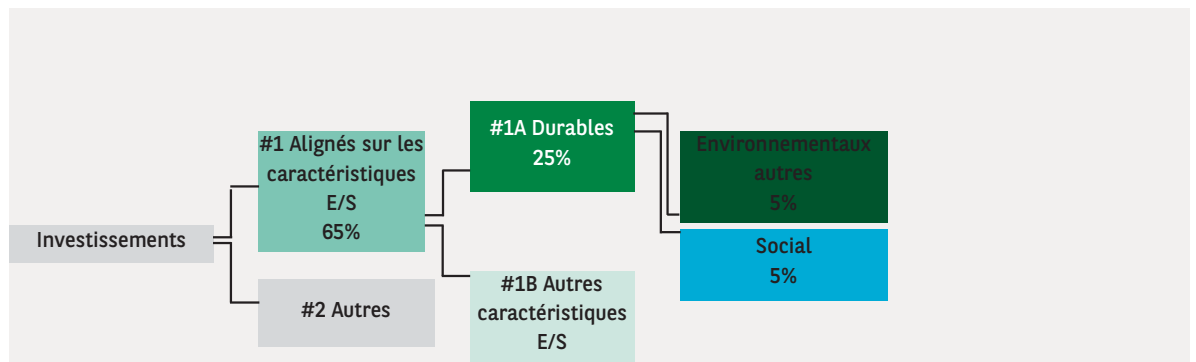 Investissements
#1 Alignés sur les
caractéristiques
E/S
65%
#2 Autres
#1A Durables
25%
#1B Autres
caractéristiques
E/S
Environnementaux
autres
5%
Social
5%